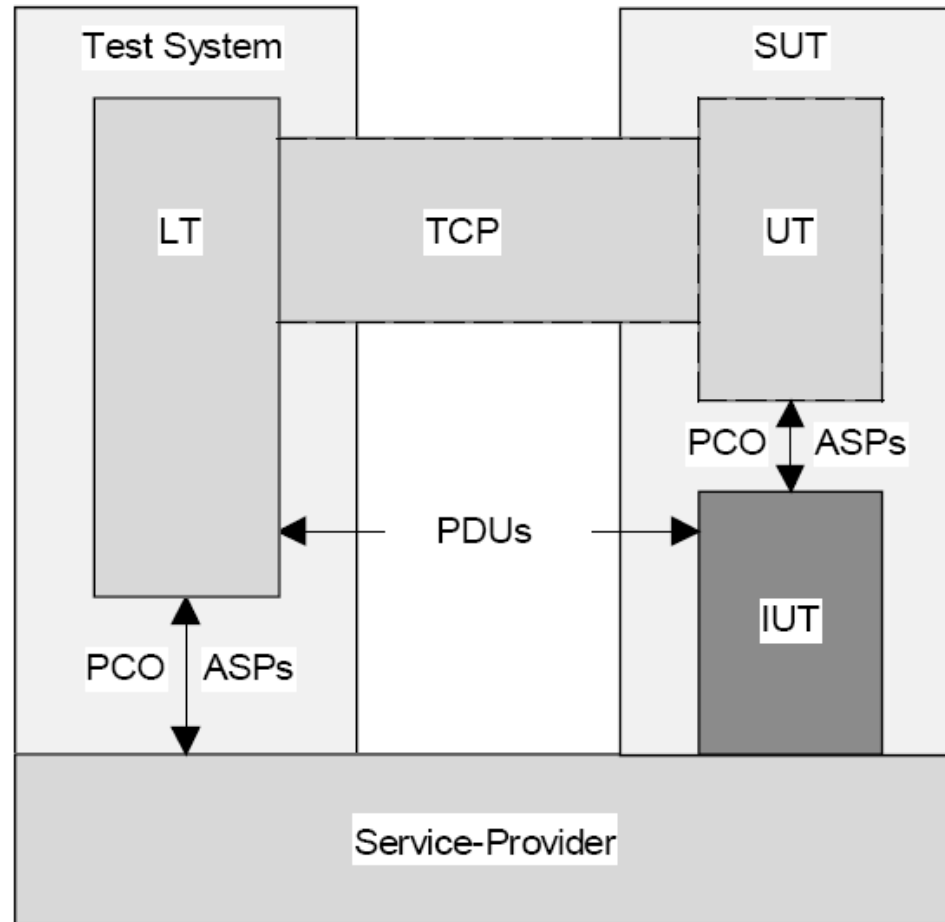 Test System
SUT
LT
TCP
UT
PCO
ASPs
PDUs
IUT
PCO
ASPs
Service-Provider